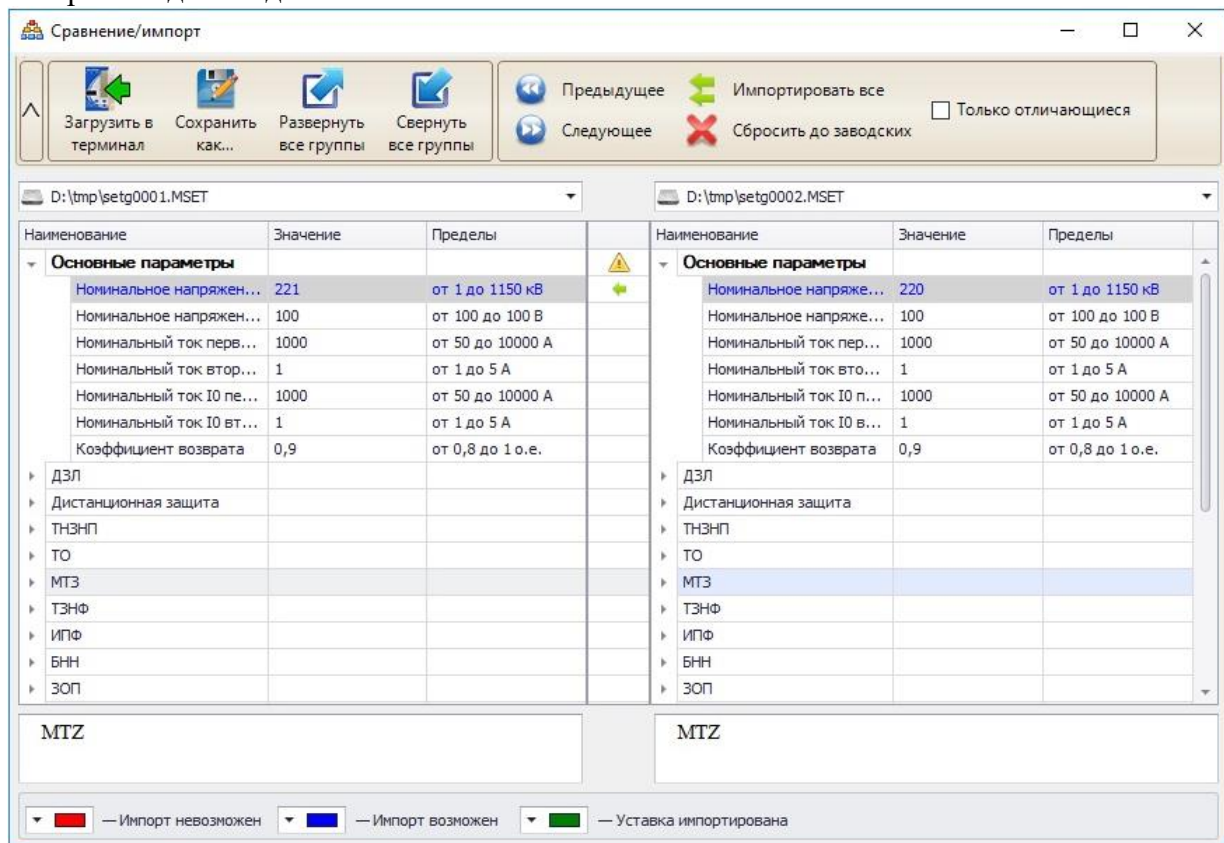 Сравнение/импорт
Загрузить в терминал
Сохранить как...
Развернуть все группы
Свернуть все группы
Предыдущее
Следующее
Импортировать все
Сбросить до заводских
Только отличающиеся
D:\tmp\setg0001.MSET
D:\tmp\setg0002.MSET
Наименование Значение Пределы Наименование Значение Пределы
Основные параметры Основные параметры
Номинальное напряжен... 221 от 1 до 1150 кВ Номинальное напряже... 220 от 1 до 1150 кВ
Номинальное напряжен... 100 от 100 до 100 В Номинальное напряже... 100 от 100 до 100 В
Номинальный ток перв... 1000 от 50 до 10000 А Номинальный ток пер... 1000 от 50 до 10000 А
Номинальный ток втор... 1 от 1 до 5 А Номинальный ток вто... 1 от 1 до 5 А
Номинальный ток I0 пе... 1000 от 50 до 10000 А Номинальный ток I0 п... 1000 от 50 до 10000 А
Номинальный ток I0 вт... 1 от 1 до 5 А Номинальный ток I0 в... 1 от 1 до 5 А
Коэффициент возврата 0,9 от 0,8 до 1 о.е. Коэффициент возврата 0,9 от 0,8 до 1 о.е.
ДЗЛ ДЗЛ
Дистанционная защита Дистанционная защита
ТНЗНП ТНЗНП
ТО ТО
МТЗ МТЗ
ТЗНФ ТЗНФ
ИПФ ИПФ
БНН БНН
ЗОП ЗОП
MTZ MTZ
— Импорт невозможен — Импорт возможен — Уставка импортирована